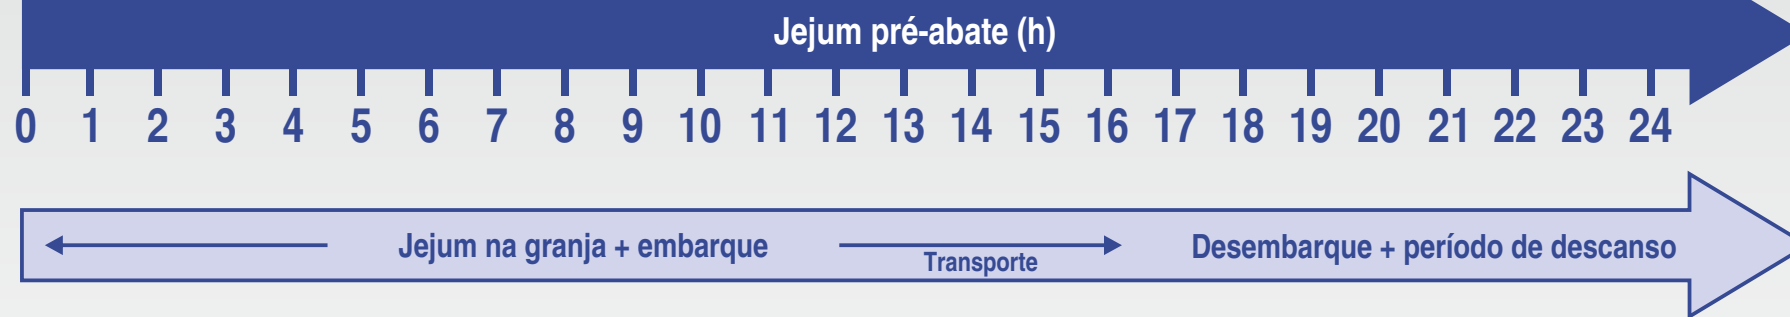 Jejum pré-abate (h)
0 1 2 3 4 5 6 7 8 9 10 11 12 13 14 15 16 17 18 19 20 21 22 23 24
Jejum na granja + embarque
Transporte
Desembarque + período de descanso